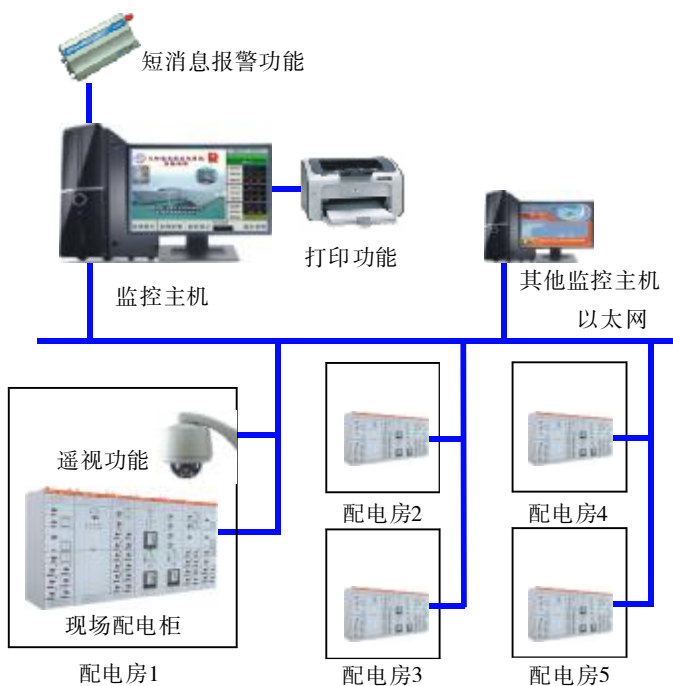 短消息报警功能
打印功能
监控主机
其他监控主机
以太网
遥视功能
现场配电柜
配电房1
配电房2
配电房3
配电房4
配电房5